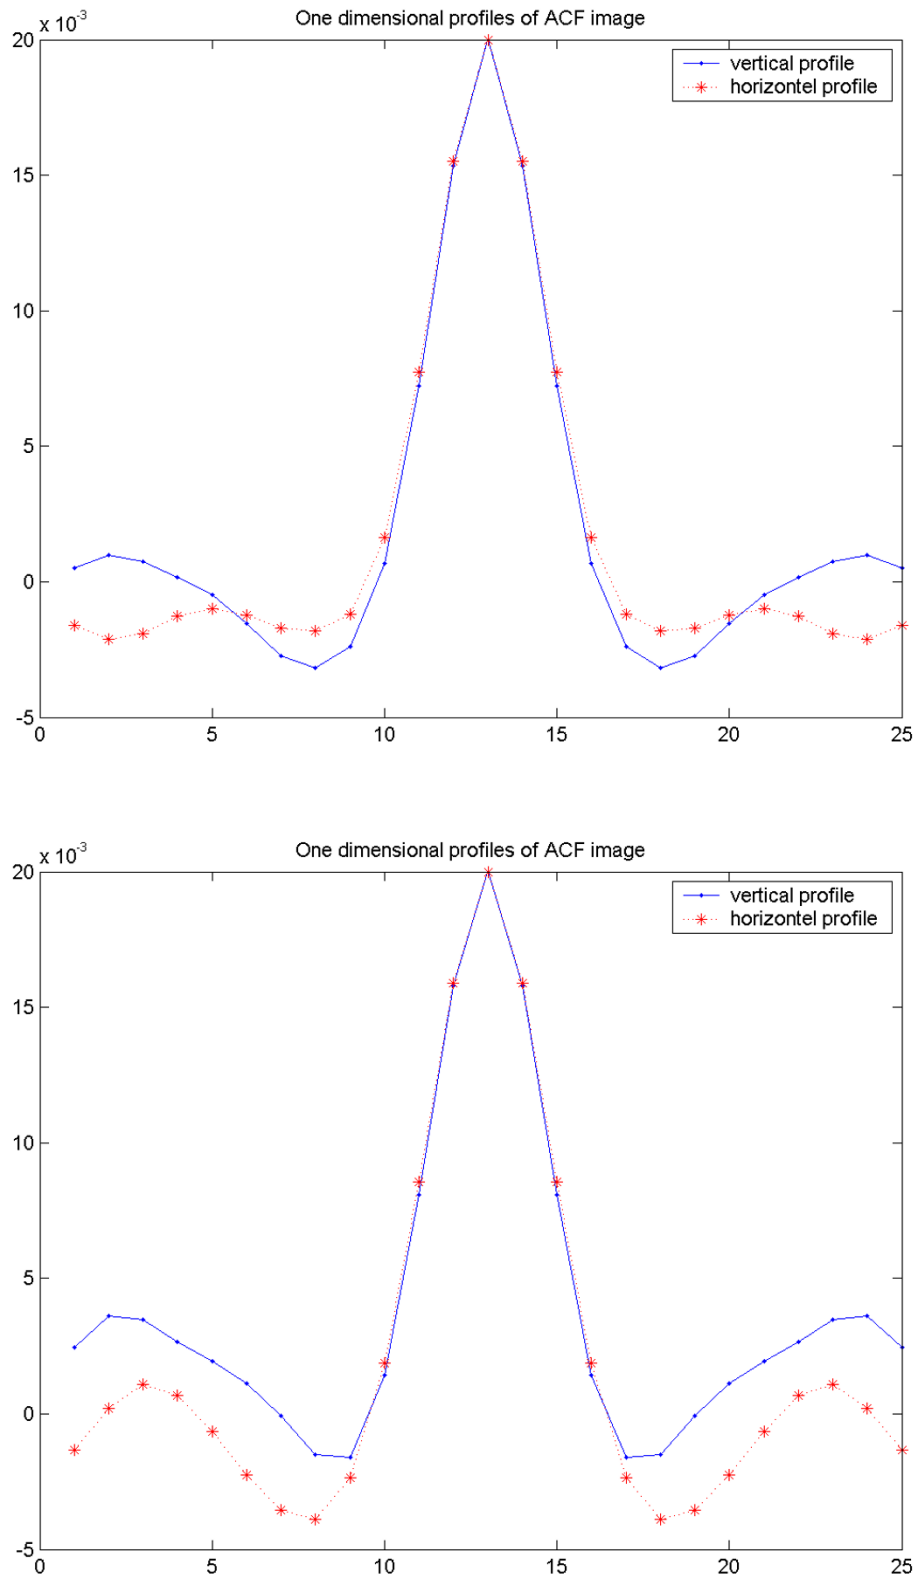 One dimensional profiles of ACF image
x 10-3
20
15
10
5
0
-5
0 5 10 15 20 25
vertical profile
horizontel profile
One dimensional profiles of ACF image
x 10-3
20
15
10
5
0
-5
0 5 10 15 20 25
vertical profile
horizontel profile